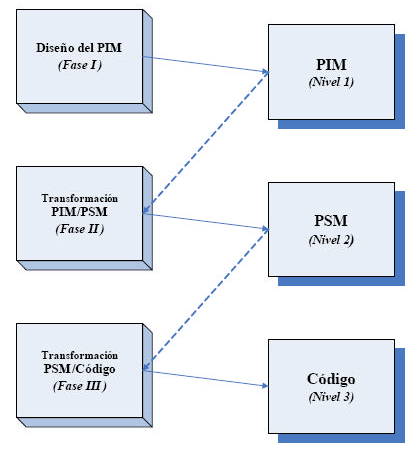 Diseño del PIM
(Fase I)
PIM
(Nivel 1)
Transformación
PIM/PSM
(Fase II)
PSM
(Nivel 2)
Transformación
PSM/Código
(Fase III)
Código
(Nivel 3)